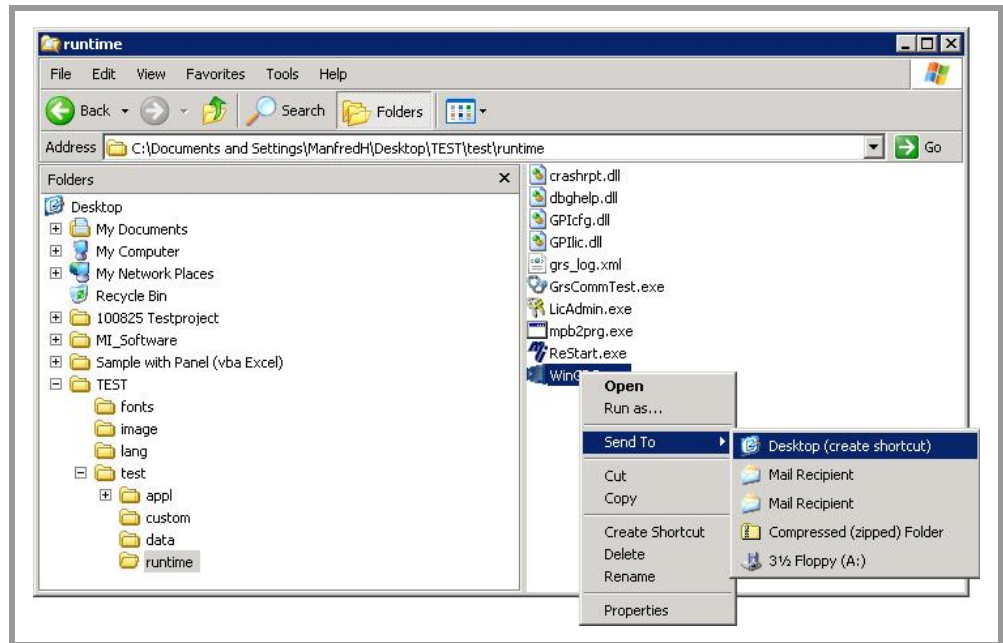 runtime
File Edit View Favorites Tools Help
Back Search Folders
Address C:\Documents and Settings\ManfredH\Desktop\TEST\test\runtime Go
Folders
Desktop
My Documents
My Computer
My Network Places
Recycle Bin
100825 Testproject
MI_Software
Sample with Panel (vba Excel)
TEST
fonts
image
lang
test
appl
custom
data
runtime
crashrpt.dll
dbghelp.dll
GPIcfg.dll
GPIlic.dll
grs_log.xml
GrsCommTest.exe
LicAdmin.exe
mpb2prg.exe
ReStart.exe
Open
Run as...
Send To
Cut
Copy
Create Shortcut
Delete
Rename
Properties
Desktop (create shortcut)
Mail Recipient
Mail Recipient
Compressed (zipped) Folder
3½ Floppy (A:)